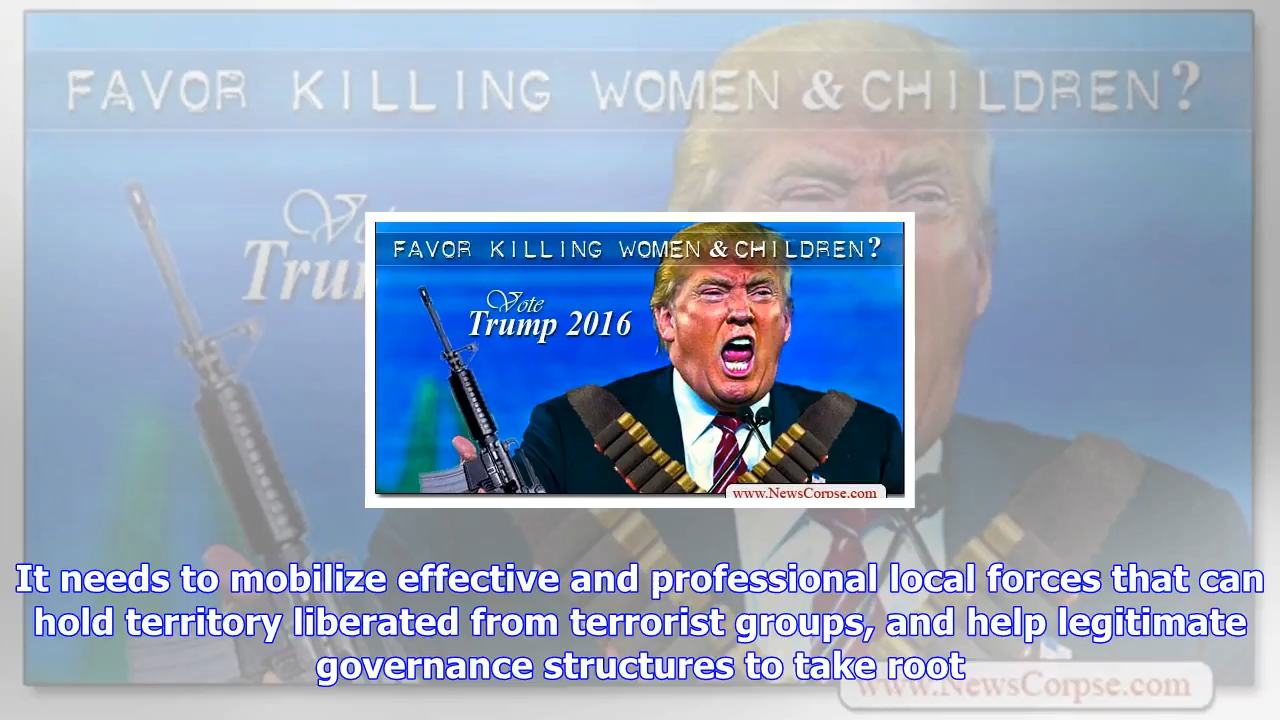 FAVOR KILLING WOMEN & CHILDREN?
Vote
Trum
FAVOR KILLING WOMEN & CHILDREN?
Vote
Trump 2016
www.NewsCorpse.com
It needs to mobilize effective and professional local forces that can
hold territory liberated from terrorist groups, and help legitimate
governance structures to take root
www.NewsCorpse.com